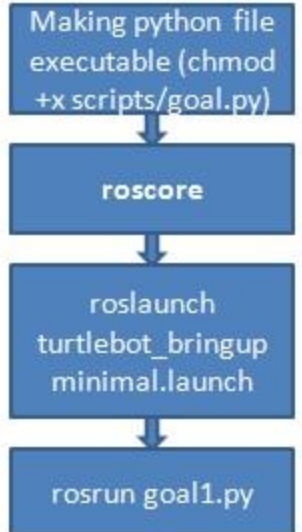 Making python file
executable (chmod
+x scripts/goal.py)
roscore
roslaunch
turtlebot_bringup
minimal.launch
rosrun goal1.py